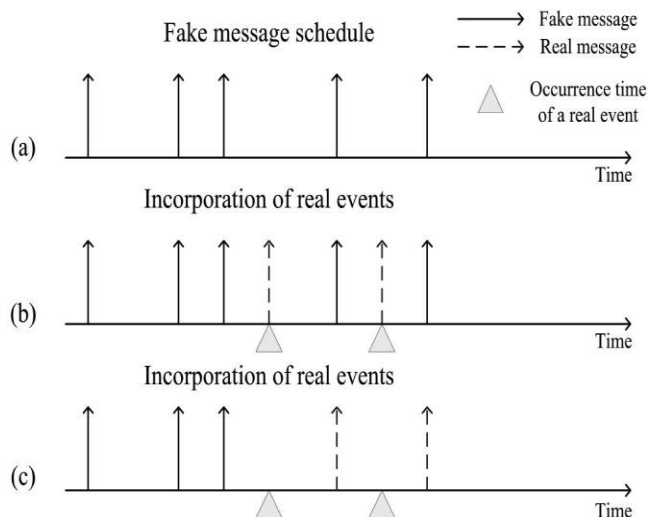 Fake message schedule
Fake message
Real message
Occurrence time
of a real event
(a)
Time
Incorporation of real events
(b)
Time
Incorporation of real events
(c)
Time